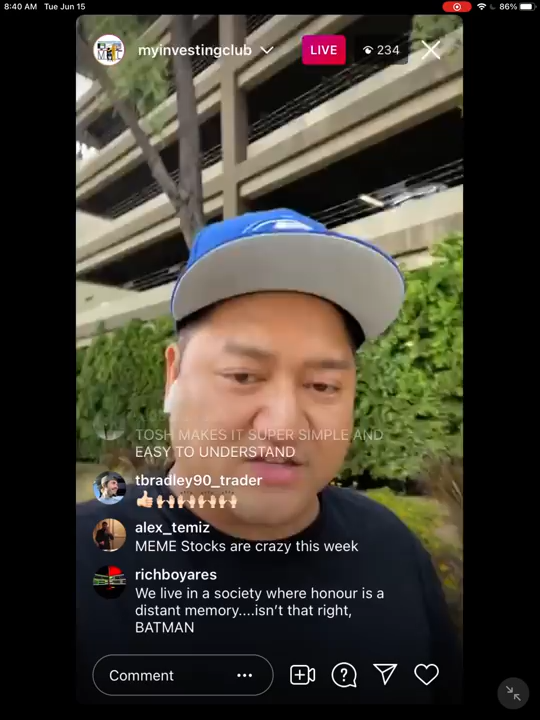 8:40 AM Tue Jun 15
86%
myinvestingclub
LIVE
234
TOSH MAKES IT SUPER SIMPLE AND
EASY TO UNDERSTAND
tbradley90_trader
alex_temiz
MEME Stocks are crazy this week
richboyares
We live in a society where honour is a
distant memory....isn't that right,
BATMAN
Comment